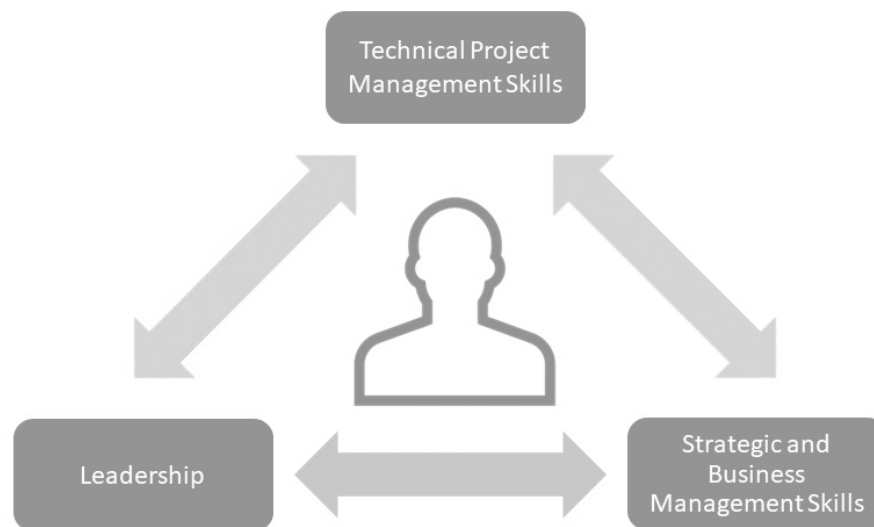 Technical Project
Management Skills
Leadership
Strategic and
Business
Management Skills